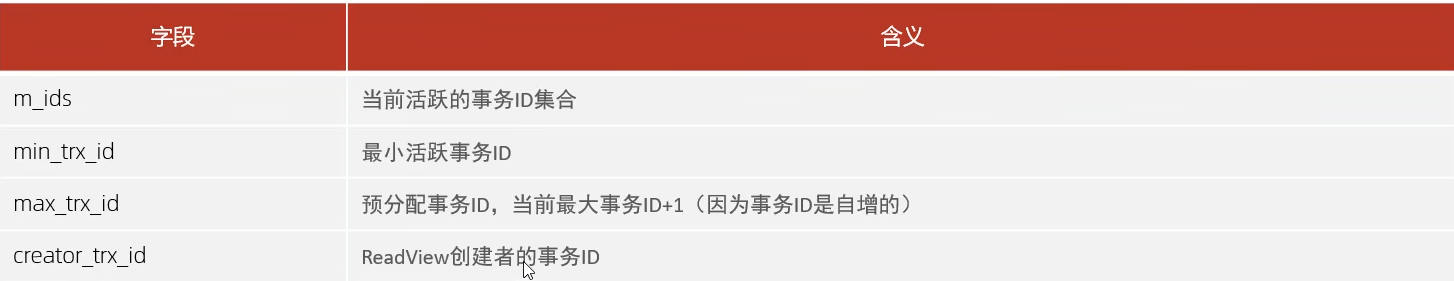 字段 含义
m_ids 当前活跃的事务ID集合
min_trx_id 最小活跃事务ID
max_trx_id 预分配事务ID，当前最大事务ID+1（因为事务ID是自增的）
creator_trx_id ReadView创建者的事务ID